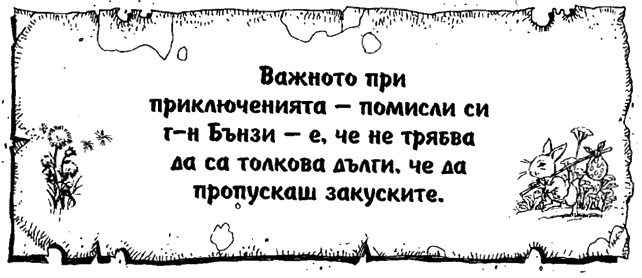 Важното при
приключенията – помисли си
г-н Бънзи – е, че не трябва
да са толкова дълги, че да
пропускаш закуските.